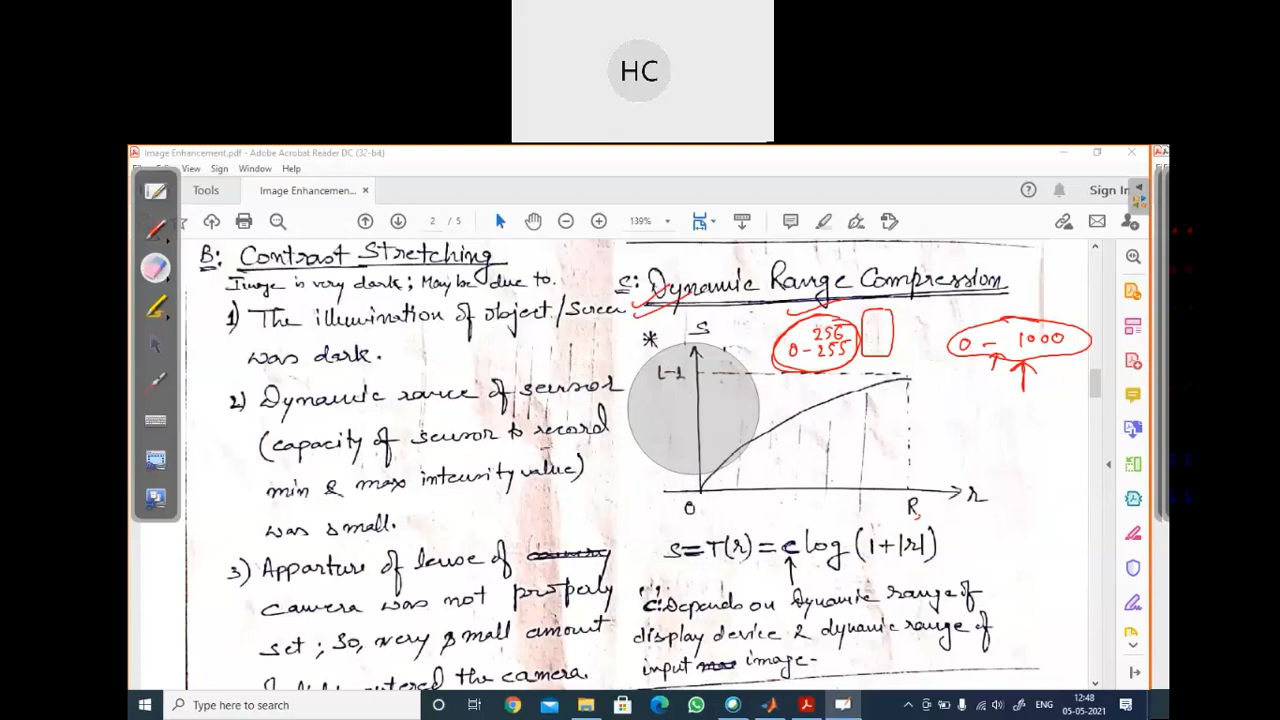 HC
Image Enhancement.pdf - Adobe Acrobat Reader DC (32-bit)
View Sign Window Help
Tools
Image Enhancemen... ×
Sign In
2 / 5
139%
B: Contrast Stretching
Image is very dark; May be due to.
1) The illumination of object/Screen
was dark.
2) Dynamic range of sensor
(capacity of sensor to record
min & max intensity value)
was small.
3) Apparture of lense of
camera was not properly
set; So, very small amount
entered the camera.
C: Dynamic Range Compression
* S
256
0-255
0 - 1000
L-1
0
R
r
S=T(r) = c log (1+|r|)
'c': Depends on Dynamic range of
display device & dynamic range of
input image-
Type here to search
ENG
12:48
05-05-2021